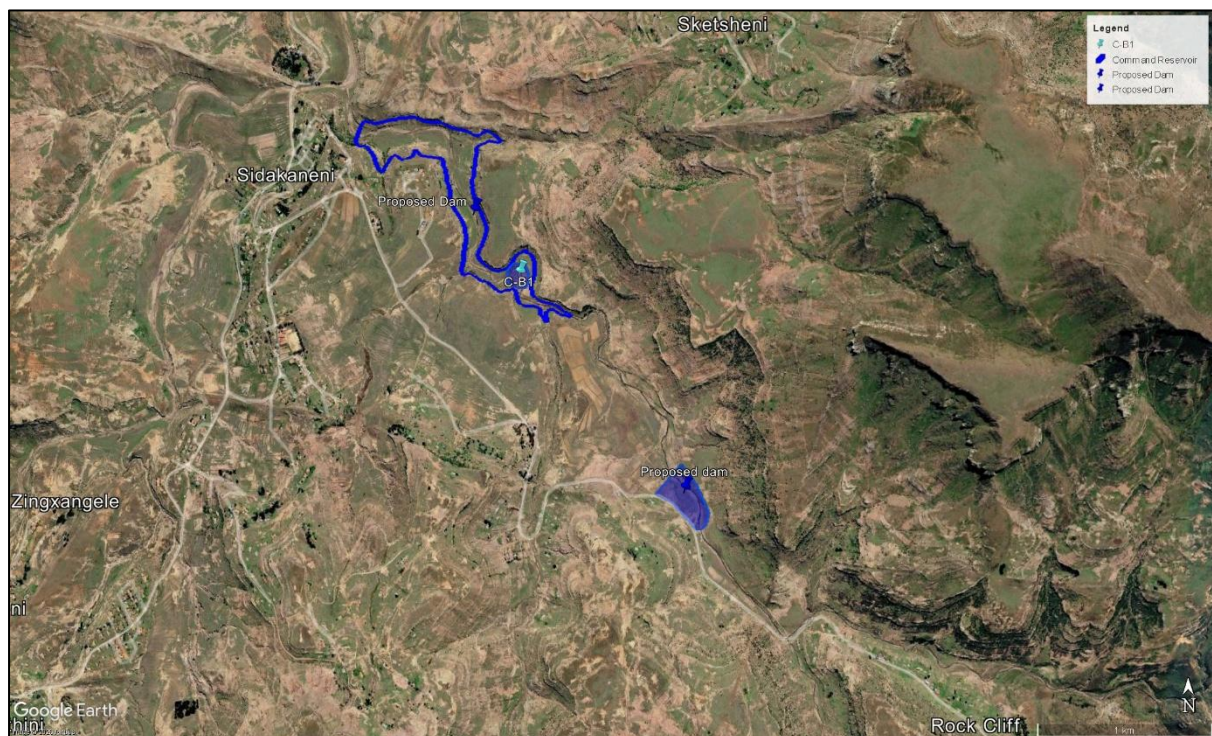 Sketsheni
Legend
C-B1
Command Reservoir
Proposed Dam
Proposed Dam
Sidakaneni
Proposed Dam
C-B1
Proposed dam
Zingxangele
ni
Google Earth
hini
Rock Cliff
1 km
N